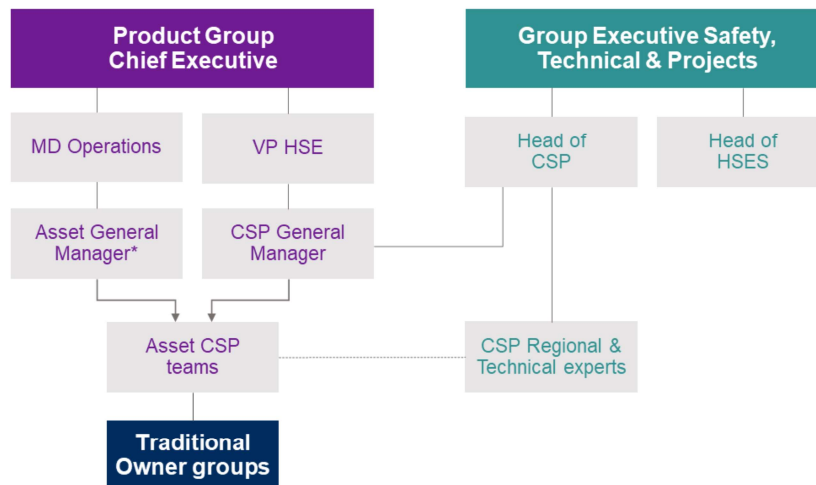 Product Group
Chief Executive
Group Executive Safety,
Technical & Projects
MD Operations
VP HSE
Head of
CSP
Head of
HSES
Asset General
Manager*
CSP General
Manager
Asset CSP
teams
CSP Regional &
Technical experts
Traditional
Owner groups